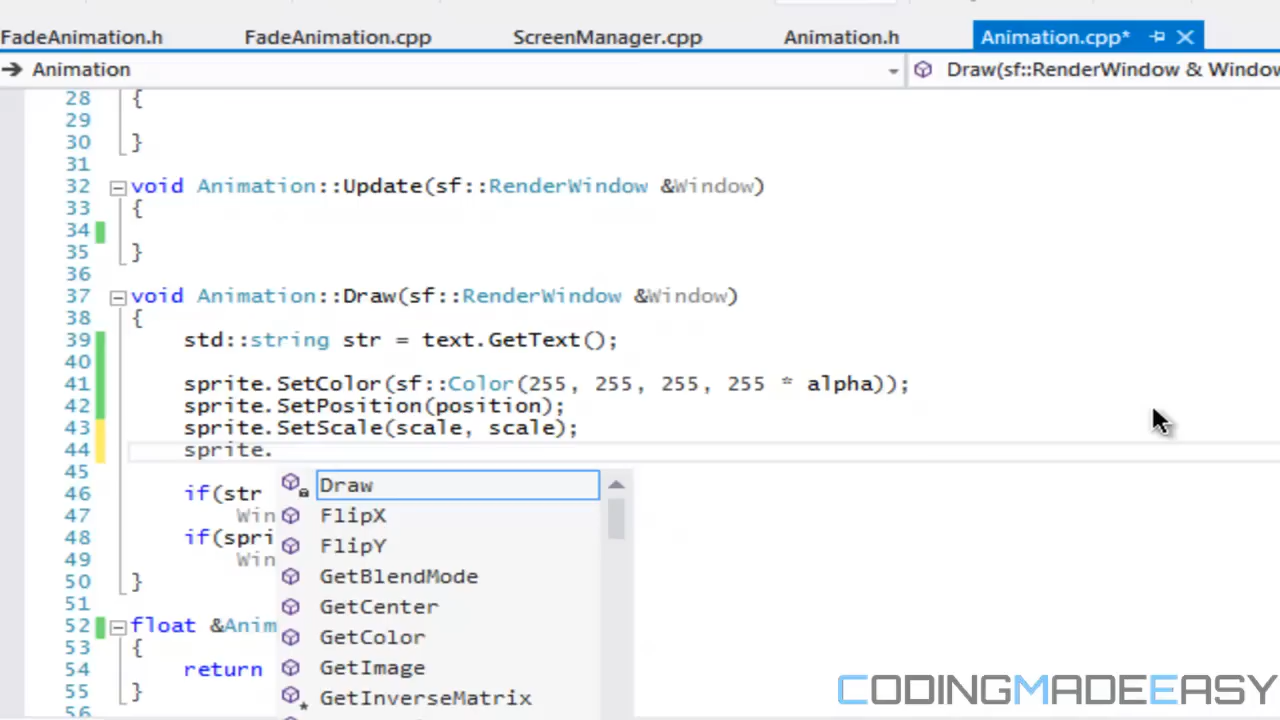 FadeAnimation.h FadeAnimation.cpp ScreenManager.cpp Animation.h Animation.cpp*
Animation Draw(sf::RenderWindow & Window
28 {
29
30 }
31
32 void Animation::Update(sf::RenderWindow &Window)
33 {
34
35 }
36
37 void Animation::Draw(sf::RenderWindow &Window)
38 {
39 std::string str = text.GetText();
40
41 sprite.SetColor(sf::Color(255, 255, 255, 255 * alpha));
42 sprite.SetPosition(position);
43 sprite.SetScale(scale, scale);
44 sprite.
45
Draw
46 if(str
FlipX
47 Win
48 if(spri
FlipY
49 Win
GetBlendMode
50 }
51
GetCenter
52 float &Anim
GetColor
53 {
54 return
GetImage
55 }
GetInverseMatrix
56
CODINGMADEEASY